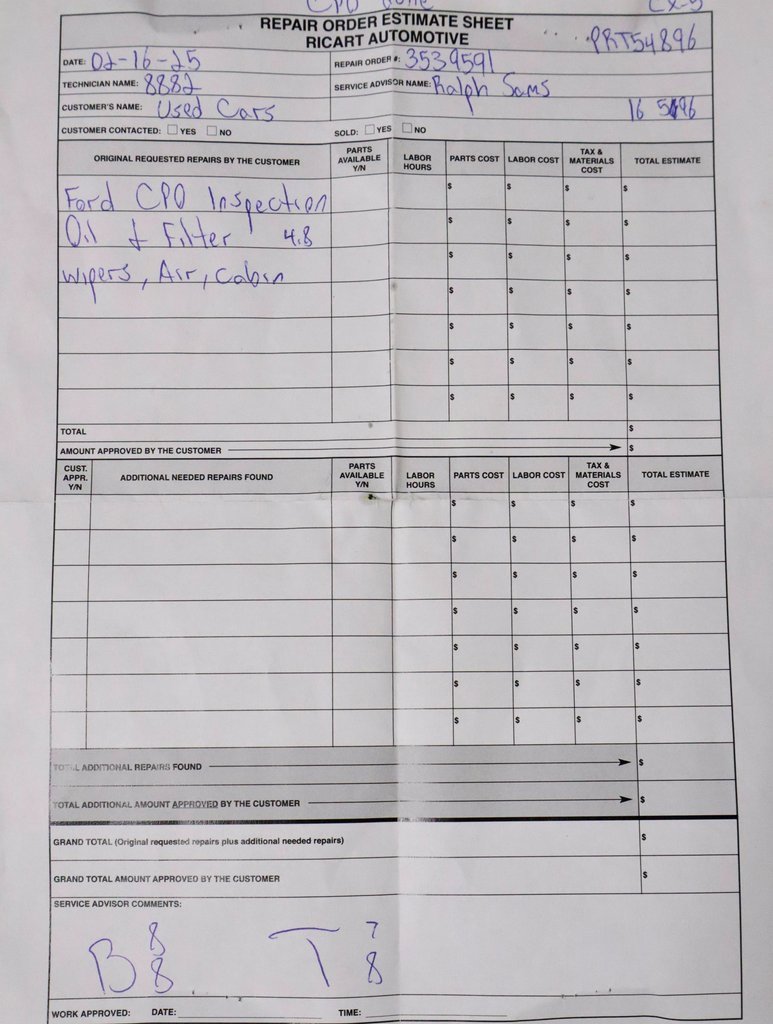 CPO Done CX-5
REPAIR ORDER ESTIMATE SHEET
RICART AUTOMOTIVE PRT54896
DATE: 02-16-25 REPAIR ORDER #: 3539591
TECHNICIAN NAME: 8882 SERVICE ADVISOR NAME: Ralph Sams
CUSTOMER'S NAME: Used Cars 16
CUSTOMER CONTACTED: YES NO SOLD: YES NO
ORIGINAL REQUESTED REPAIRS BY THE CUSTOMER PARTS AVAILABLE Y/N LABOR HOURS PARTS COST LABOR COST TAX & MATERIALS COST TOTAL ESTIMATE
Ford CPO Inspection $ $ $ $
Oil & Filter 4.8 $ $ $ $
wipers, Air, Cabin $ $ $ $
$ $ $ $
$ $ $ $
$ $ $ $
$ $ $ $
TOTAL $
AMOUNT APPROVED BY THE CUSTOMER $
CUST. APPR. Y/N ADDITIONAL NEEDED REPAIRS FOUND PARTS AVAILABLE Y/N LABOR HOURS PARTS COST LABOR COST TAX & MATERIALS COST TOTAL ESTIMATE
$ $ $ $
$ $ $ $
$ $ $ $
$ $ $ $
$ $ $ $
$ $ $ $
$ $ $ $
TOTAL ADDITIONAL REPAIRS FOUND $
TOTAL ADDITIONAL AMOUNT APPROVED BY THE CUSTOMER $
GRAND TOTAL (Original requested repairs plus additional needed repairs) $
GRAND TOTAL AMOUNT APPROVED BY THE CUSTOMER $
SERVICE ADVISOR COMMENTS:
B 8 8 T 7 8
WORK APPROVED: DATE: TIME: